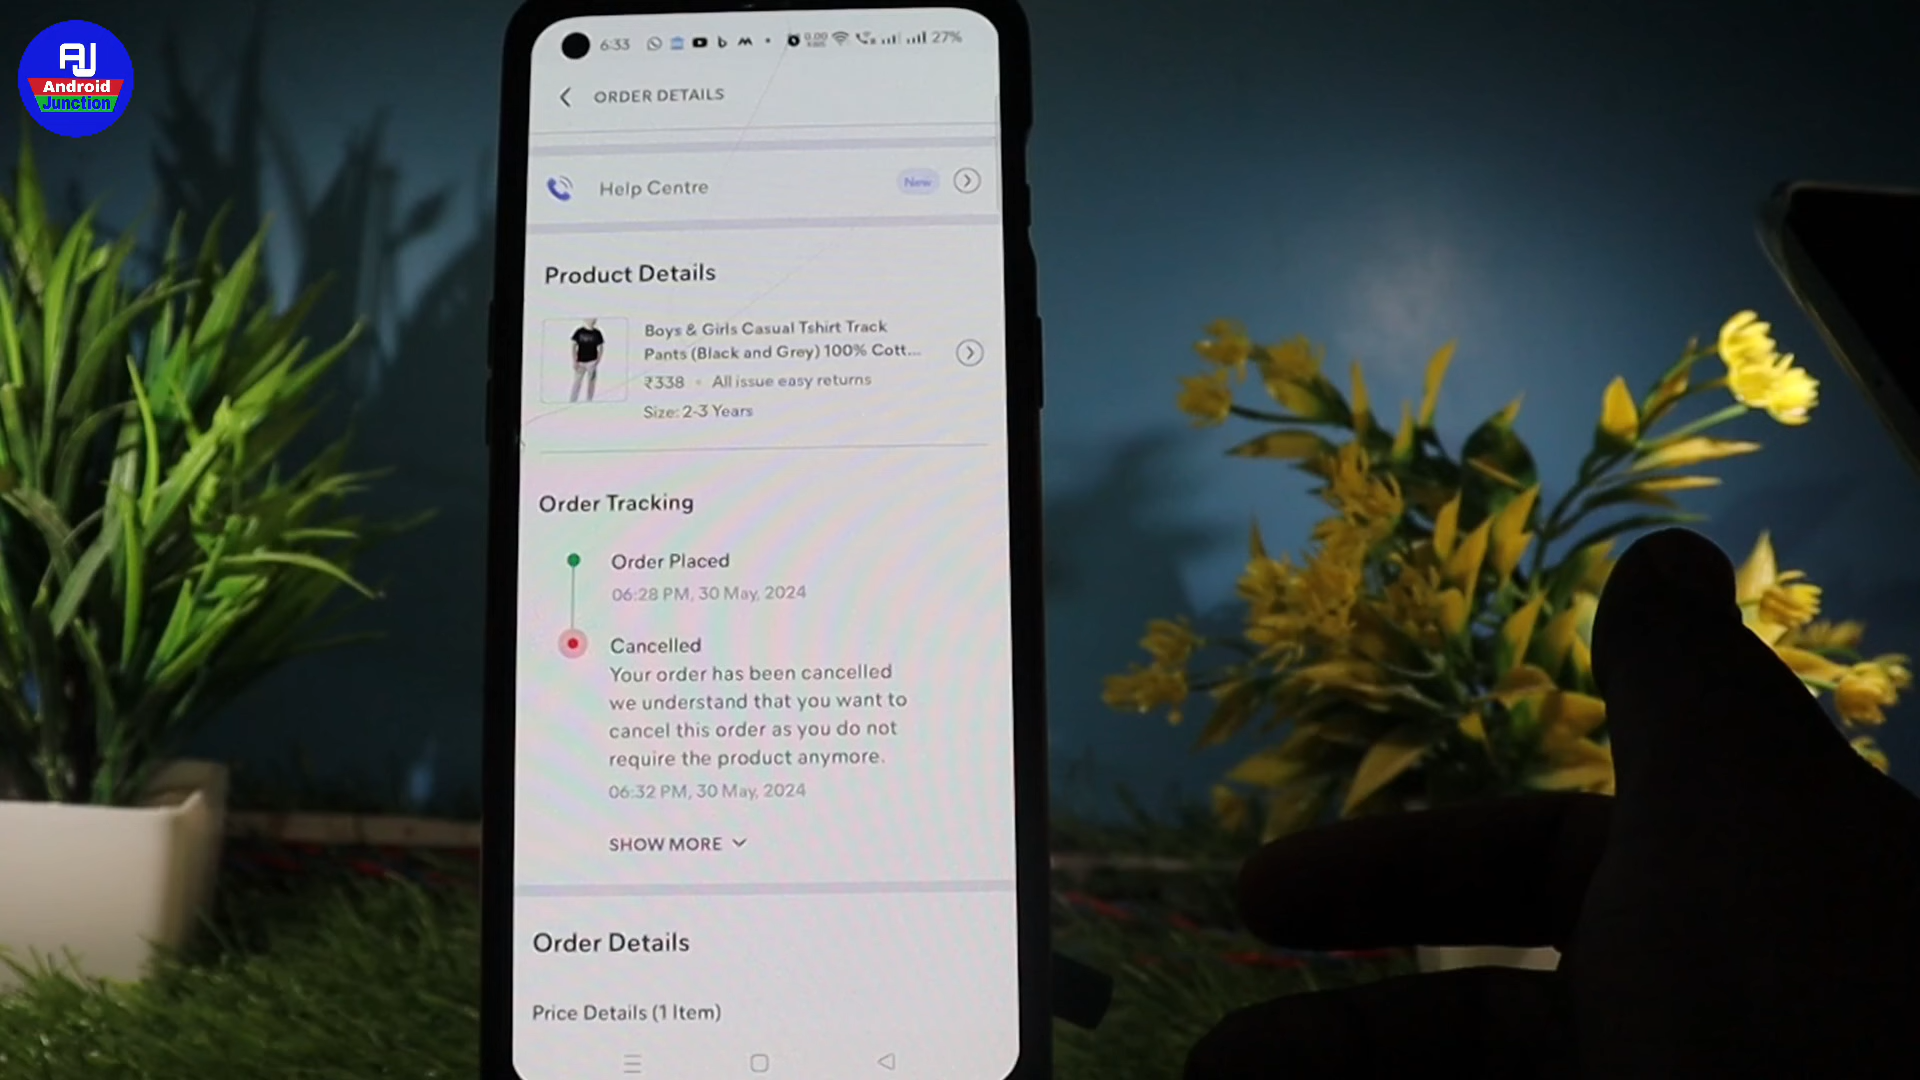 AJ
Android
Junction
6:33 27%
ORDER DETAILS
Help Centre New
Product Details
Boys & Girls Casual Tshirt Track
Pants (Black and Grey) 100% Cott...
₹338 • All issue easy returns
Size: 2-3 Years
Order Tracking
Order Placed
06:28 PM, 30 May, 2024
Cancelled
Your order has been cancelled
we understand that you want to
cancel this order as you do not
require the product anymore.
06:32 PM, 30 May, 2024
SHOW MORE
Order Details
Price Details (1 Item)